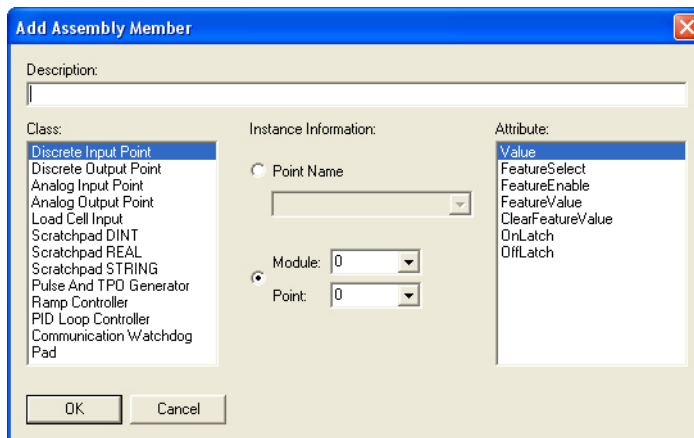 Add Assembly Member
Description:
Class:
Discrete Input Point
Discrete Output Point
Analog Input Point
Analog Output Point
Load Cell Input
Scratchpad DINT
Scratchpad REAL
Scratchpad STRING
Pulse And TPO Generator
Ramp Controller
PID Loop Controller
Communication Watchdog
Pad
Instance Information:
Point Name
Module: 0
Point: 0
Attribute:
Value
FeatureSelect
FeatureEnable
FeatureValue
ClearFeatureValue
OnLatch
OffLatch
OK
Cancel